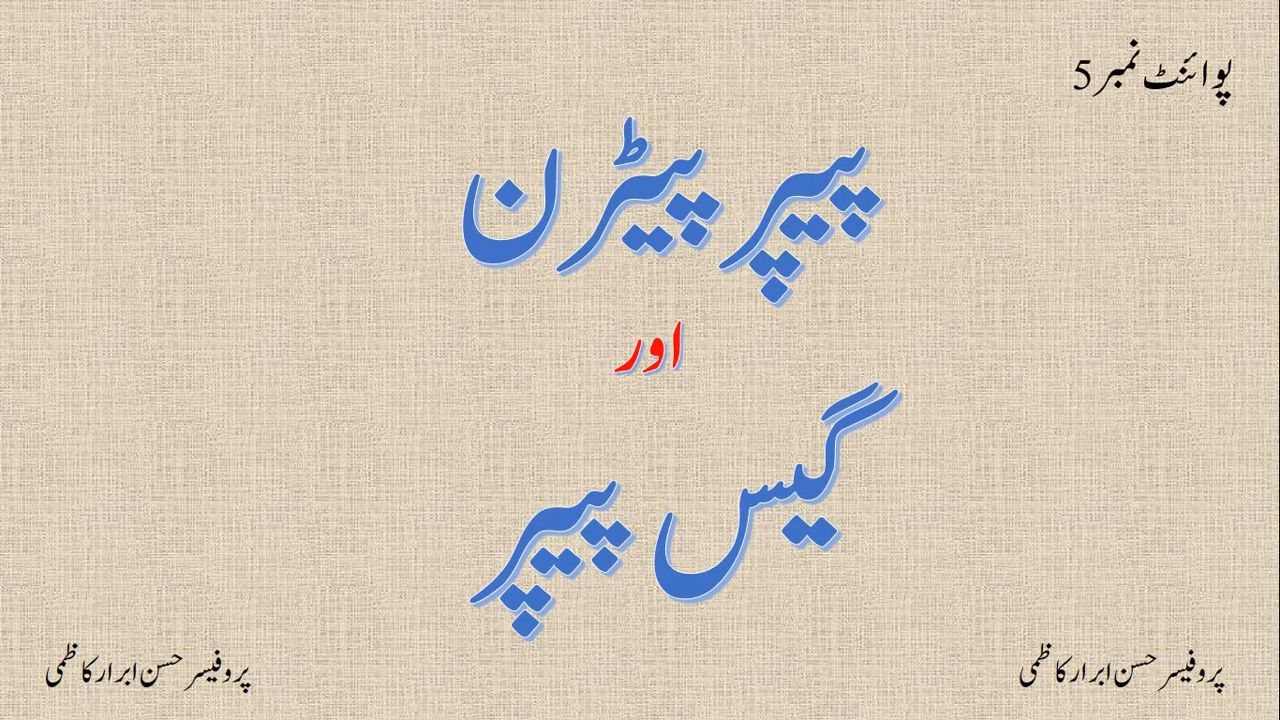 پوائنٹ نمبر 5
پیپر پیٹرن
اور
گیس پیپر
پروفیسر حسن ابرار کاظمی
پروفیسر حسن ابرار کاظمی